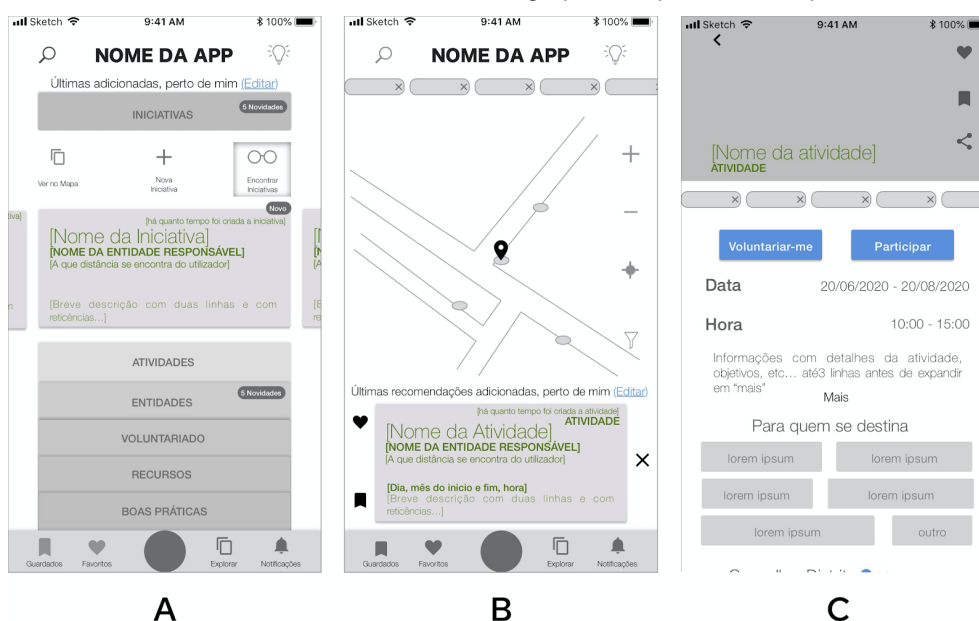 Sketch 9:41 AM 100%
NOME DA APP
Últimas adicionadas, perto de mim (Editar)
5 Novidades
INICIATIVAS
Ver no Mapa
Nova
Iniciativa
Encontrar
Iniciativas
Novo
[há quanto tempo foi criada a iniciativa]
[Nome da Iniciativa]
[NOME DA ENTIDADE RESPONSÁVEL]
[A que distância se encontra do utilizador]
[Breve descrição com duas linhas e com
reticências...]
ATIVIDADES
5 Novidades
ENTIDADES
VOLUNTARIADO
RECURSOS
BOAS PRÁTICAS
Guardados Favoritos Explorar Notificações
A
Sketch 9:41 AM 100%
NOME DA APP
Últimas recomendações adicionadas, perto de mim (Editar)
[há quanto tempo foi criada a atividade]
ATIVIDADE
[Nome da Atividade]
[NOME DA ENTIDADE RESPONSÁVEL]
[A que distância se encontra do utilizador]
[Dia, mês do inicio e fim, hora]
[Breve descrição com duas linhas e com
reticências...]
Guardados Favoritos Explorar Notificações
B
Sketch 9:41 AM 100%
[Nome da atividade]
ATIVIDADE
Voluntariar-me Participar
Data 20/06/2020 - 20/08/2020
Hora 10:00 - 15:00
Informações com detalhes da atividade,
objetivos, etc... até3 linhas antes de expandir
em “mais”
Mais
Para quem se destina
lorem ipsum lorem ipsum
lorem ipsum lorem ipsum
lorem ipsum outro
C